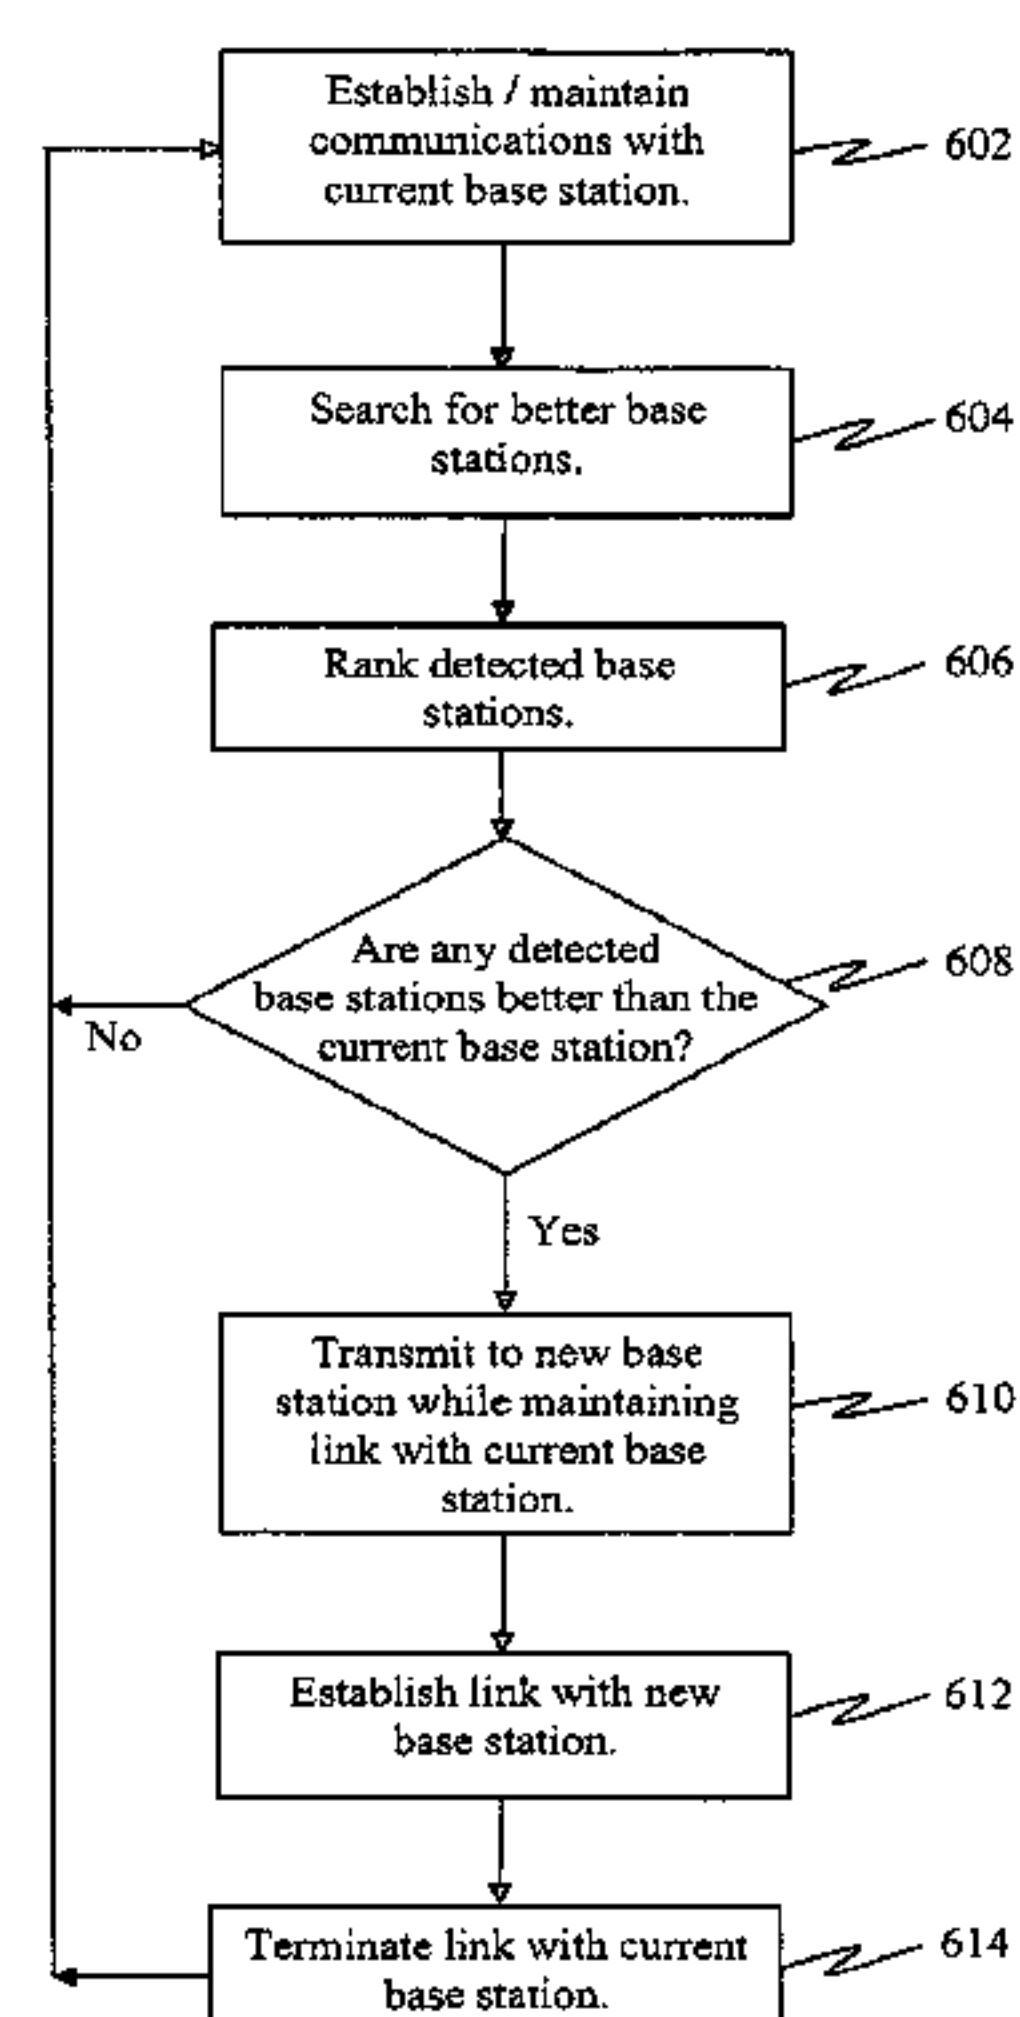 Establish / maintain
communications with
current base station.
602
Search for better base
stations.
604
Rank detected base
stations.
606
Are any detected
base stations better than the
current base station?
608
No
Yes
Transmit to new base
station while maintaining
link with current base
station.
610
Establish link with new
base station.
612
Terminate link with current
base station.
614